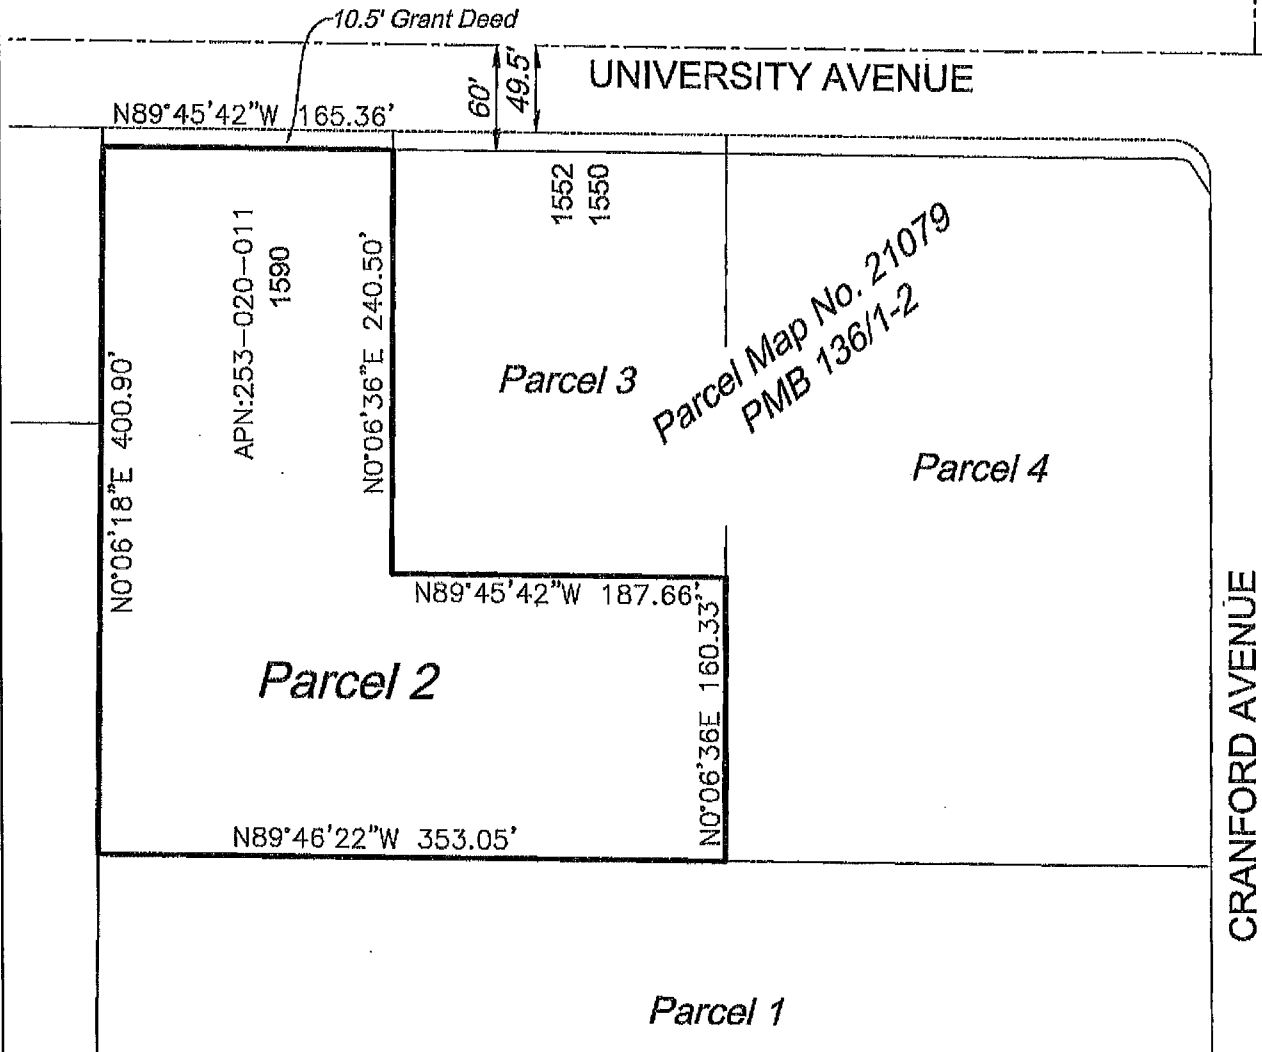 10.5' Grant Deed
UNIVERSITY AVENUE
60'
49.5'
N89°45'42"W 165.36'
1552
1550
APN:253-020-011
1590
N0°06'36"E 240.50'
N0°06'18"E 400.90'
Parcel 3
Parcel Map No. 21079
PMB 136/1-2
Parcel 4
N89°45'42"W 187.66'
N0°06'36E 160.33'
Parcel 2
N89°46'22"W 353.05'
CRANFORD AVENUE
Parcel 1